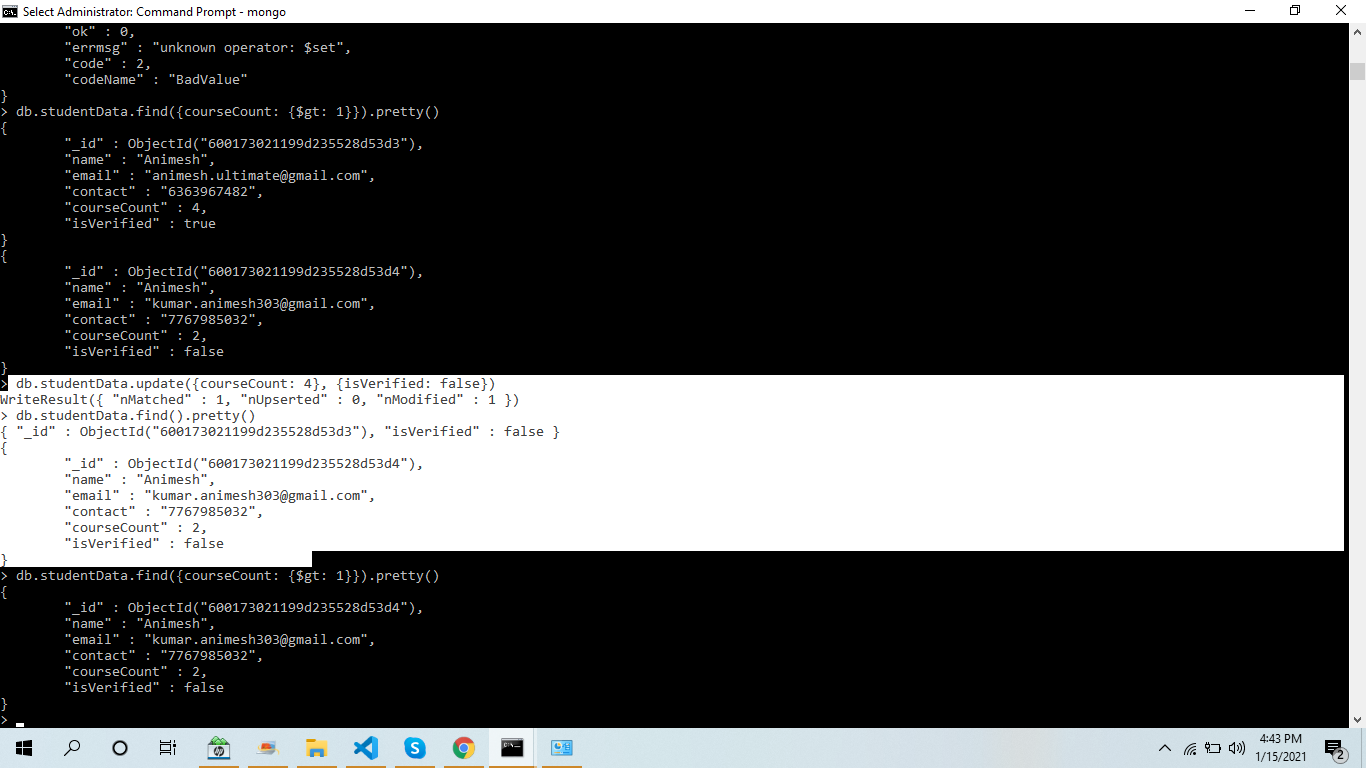 Select Administrator: Command Prompt - mongo
"ok" : 0,
"errmsg" : "unknown operator: $set",
"code" : 2,
"codeName" : "BadValue"
}
> db.studentData.find({courseCount: {$gt: 1}}).pretty()
{
"_id" : ObjectId("600173021199d235528d53d3"),
"name" : "Animesh",
"email" : "animesh.ultimate@gmail.com",
"contact" : "6363967482",
"courseCount" : 4,
"isVerified" : true
}
{
"_id" : ObjectId("600173021199d235528d53d4"),
"name" : "Animesh",
"email" : "kumar.animesh303@gmail.com",
"contact" : "7767985032",
"courseCount" : 2,
"isVerified" : false
}
> db.studentData.update({courseCount: 4}, {isVerified: false})
WriteResult({ "nMatched" : 1, "nUpserted" : 0, "nModified" : 1 })
> db.studentData.find().pretty()
{ "_id" : ObjectId("600173021199d235528d53d3"), "isVerified" : false }
{
"_id" : ObjectId("600173021199d235528d53d4"),
"name" : "Animesh",
"email" : "kumar.animesh303@gmail.com",
"contact" : "7767985032",
"courseCount" : 2,
"isVerified" : false
}
> db.studentData.find({courseCount: {$gt: 1}}).pretty()
{
"_id" : ObjectId("600173021199d235528d53d4"),
"name" : "Animesh",
"email" : "kumar.animesh303@gmail.com",
"contact" : "7767985032",
"courseCount" : 2,
"isVerified" : false
}
>
4:43 PM
1/15/2021
2